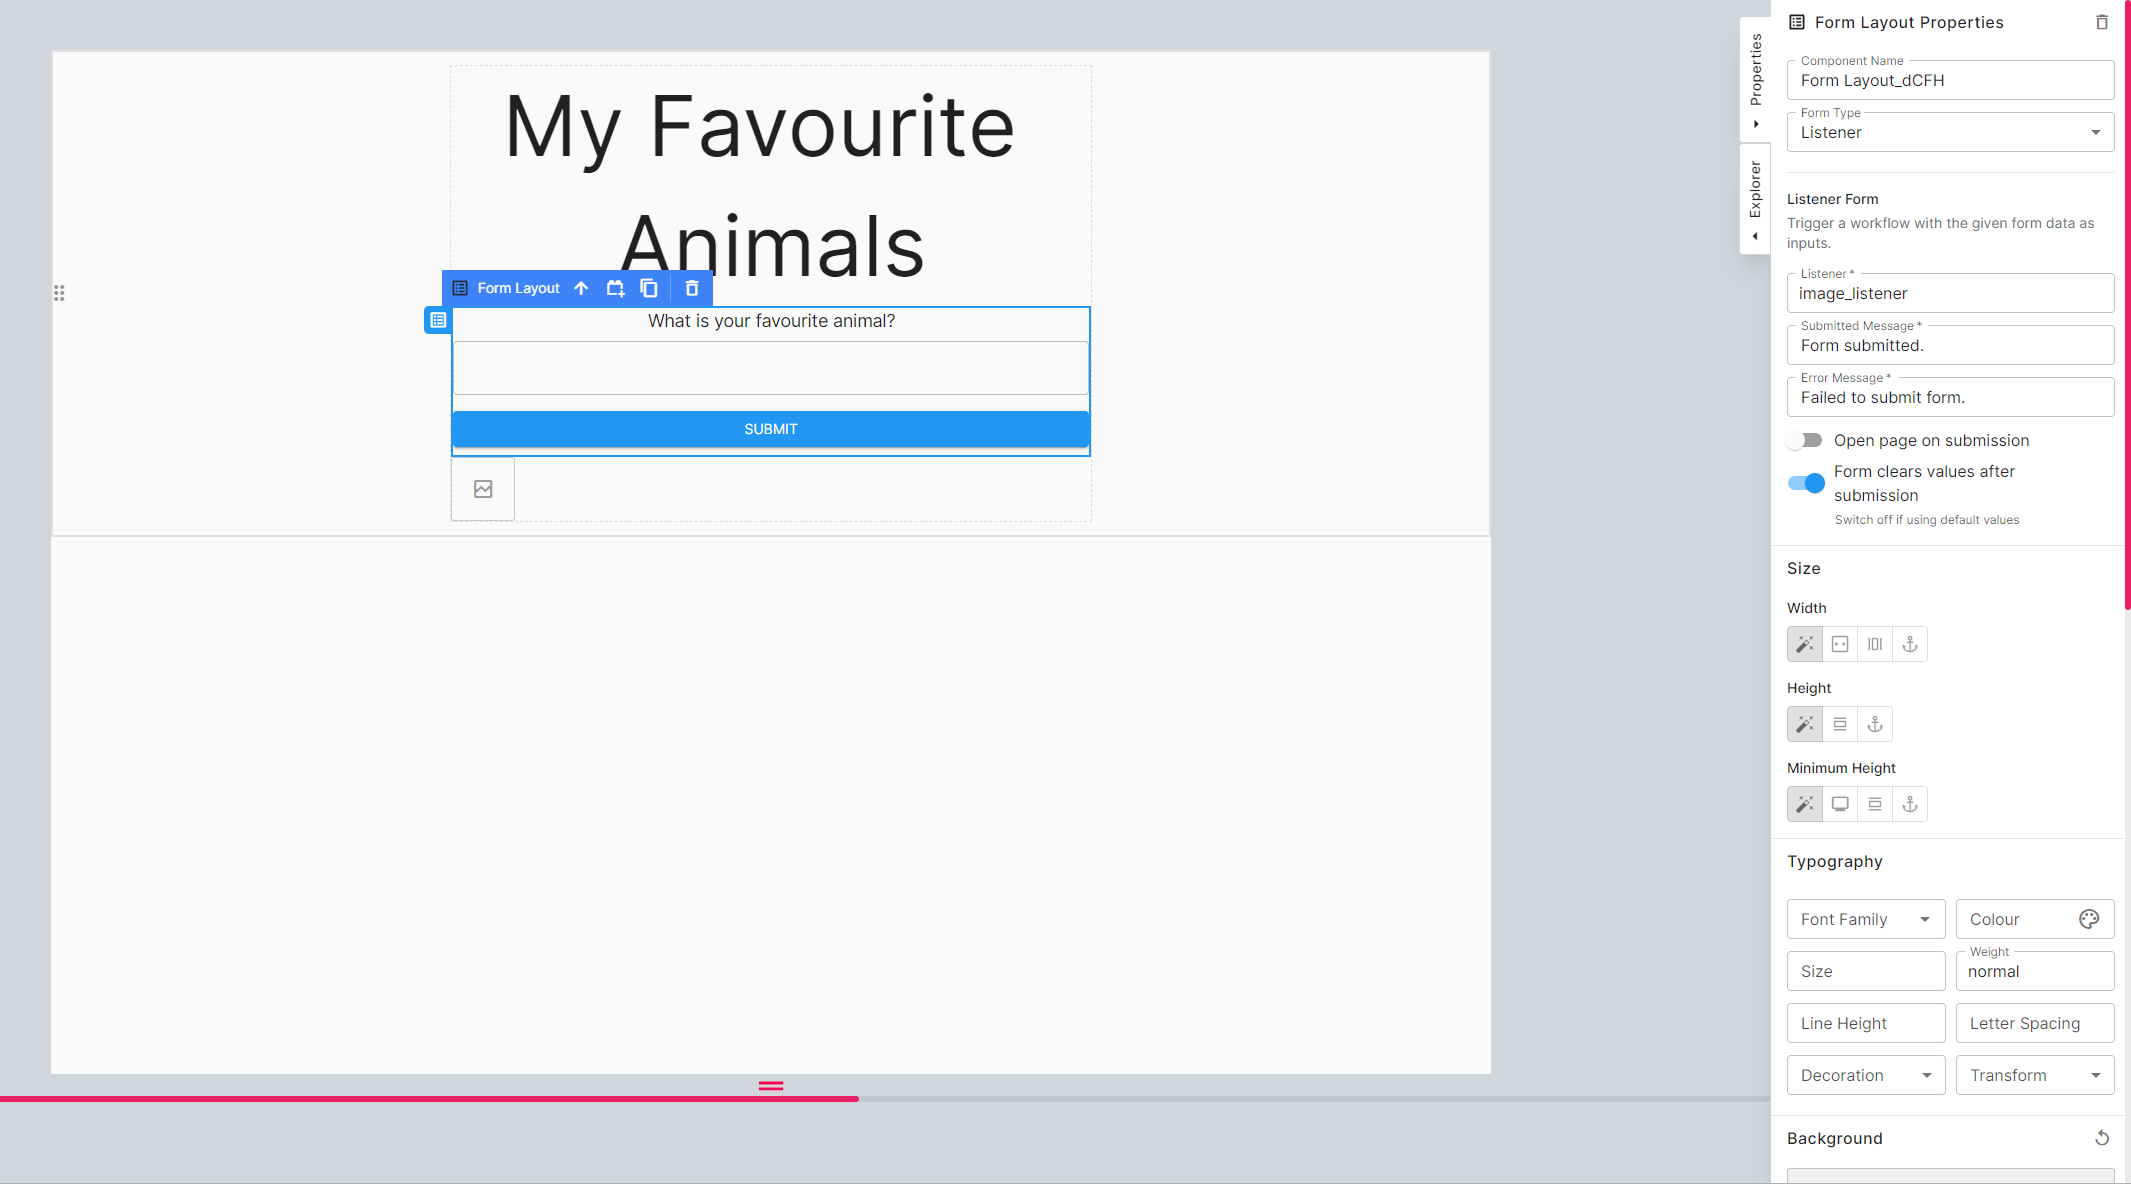 My Favourite
Animals
Form Layout
What is your favourite animal?
SUBMIT
Properties
Explorer
Form Layout Properties
Component Name
Form Layout_dCFH
Form Type
Listener
Listener Form
Trigger a workflow with the given form data as
inputs.
Listener *
image_listener
Submitted Message *
Form submitted.
Error Message *
Failed to submit form.
Open page on submission
Form clears values after
submission
Switch off if using default values
Size
Width
Height
Minimum Height
Typography
Font Family
Colour
Size
Weight
normal
Line Height
Letter Spacing
Decoration
Transform
Background